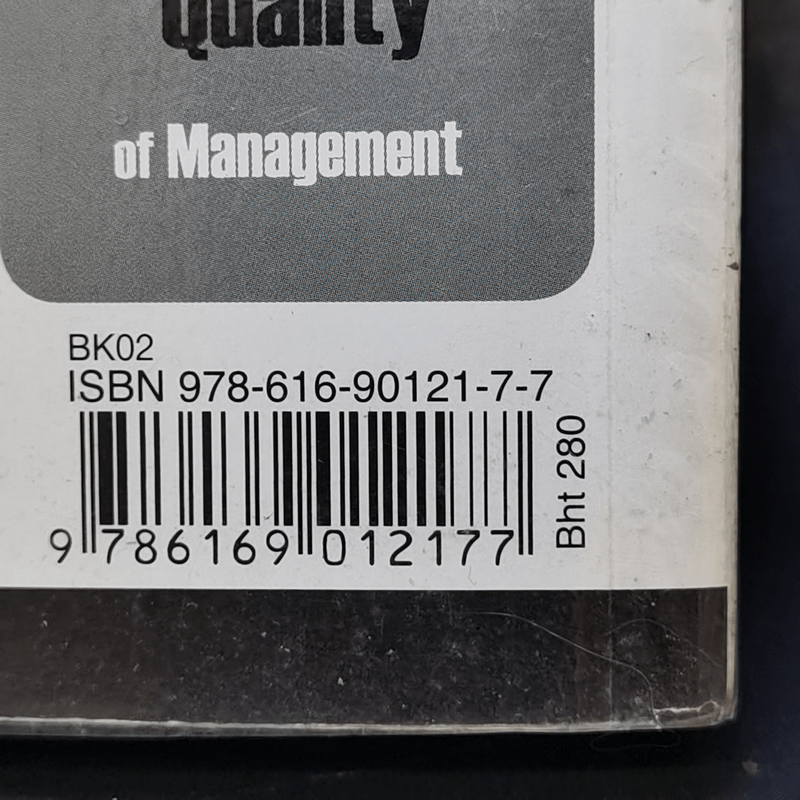 Quality
of Management
BK02
ISBN 978-616-90121-7-7
Bht 280
9 786169 012177